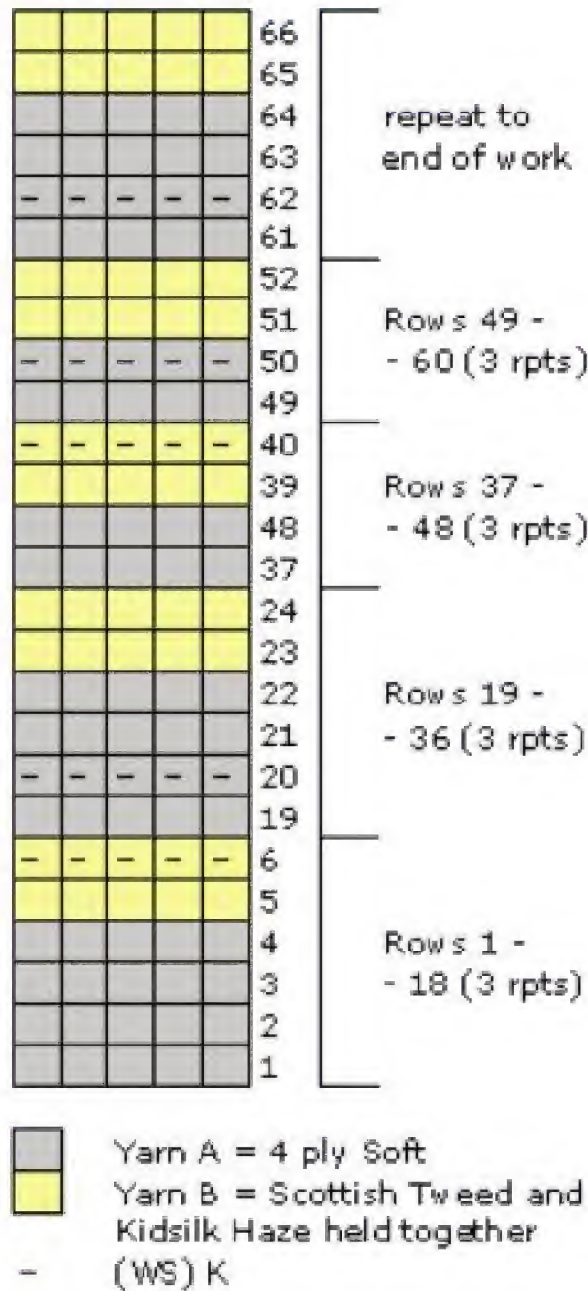 66
65
64
63
- - - - - 62
61
52
51
- - - - - 50
49
- - - - - 40
39
48
37
24
23
22
21
- - - - - 20
19
- - - - - 6
5
4
3
2
1
repeat to
end of work
Rows 49 -
- 60 (3 rpts)
Rows 37 -
- 48 (3 rpts)
Rows 19 -
- 36 (3 rpts)
Rows 1 -
- 18 (3 rpts)
Yarn A = 4 ply Soft
Yarn B = Scottish Tweed and
Kidsilk Haze held together
- (WS) K